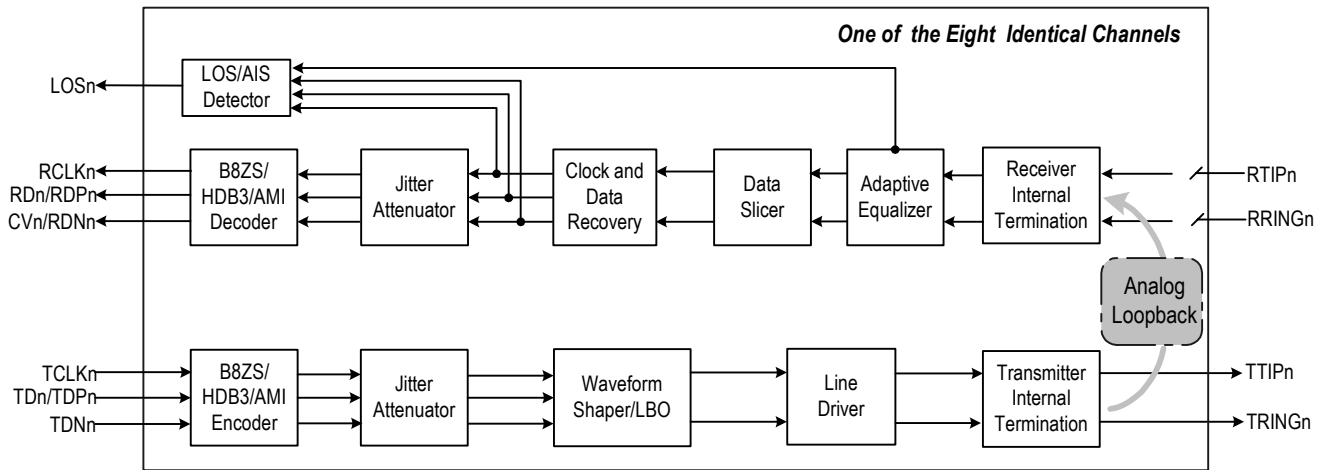 One of the Eight Identical Channels
LOSn
LOS/AIS
Detector
RCLKn
RDn/RDPn
CVn/RDNn
B8ZS/
HDB3/AMI
Decoder
Jitter
Attenuator
Clock and
Data
Recovery
Data
Slicer
Adaptive
Equalizer
Receiver
Internal
Termination
RTIPn
RRINGn
Analog
Loopback
TCLKn
TDn/TDPn
TDNn
B8ZS/
HDB3/AMI
Encoder
Jitter
Attenuator
Waveform
Shaper/LBO
Line
Driver
Transmitter
Internal
Termination
TTIPn
TRINGn